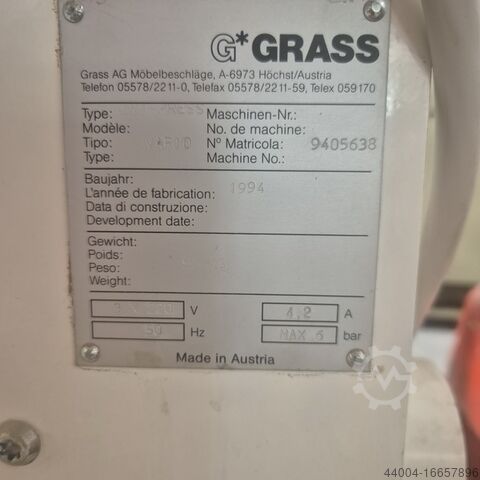 G*GRASS
Grass AG Möbelbeschläge, A-6973 Höchst/Austria
Telefon 05578/2211-0, Telefax 05578/2211-59, Telex 059170
Type: PRESS Maschinen-Nr.:
Modèle: No. de machine:
Tipo: VARIO Nº Matricola: 9405638
Type: Machine No.:
Baujahr:
L'année de fabrication: 1994
Data di construzione:
Development date:
Gewicht:
Poids:
Peso:
Weight:
V 4,2 A
50 Hz MAX.6 bar
Made in Austria
44004-16657896